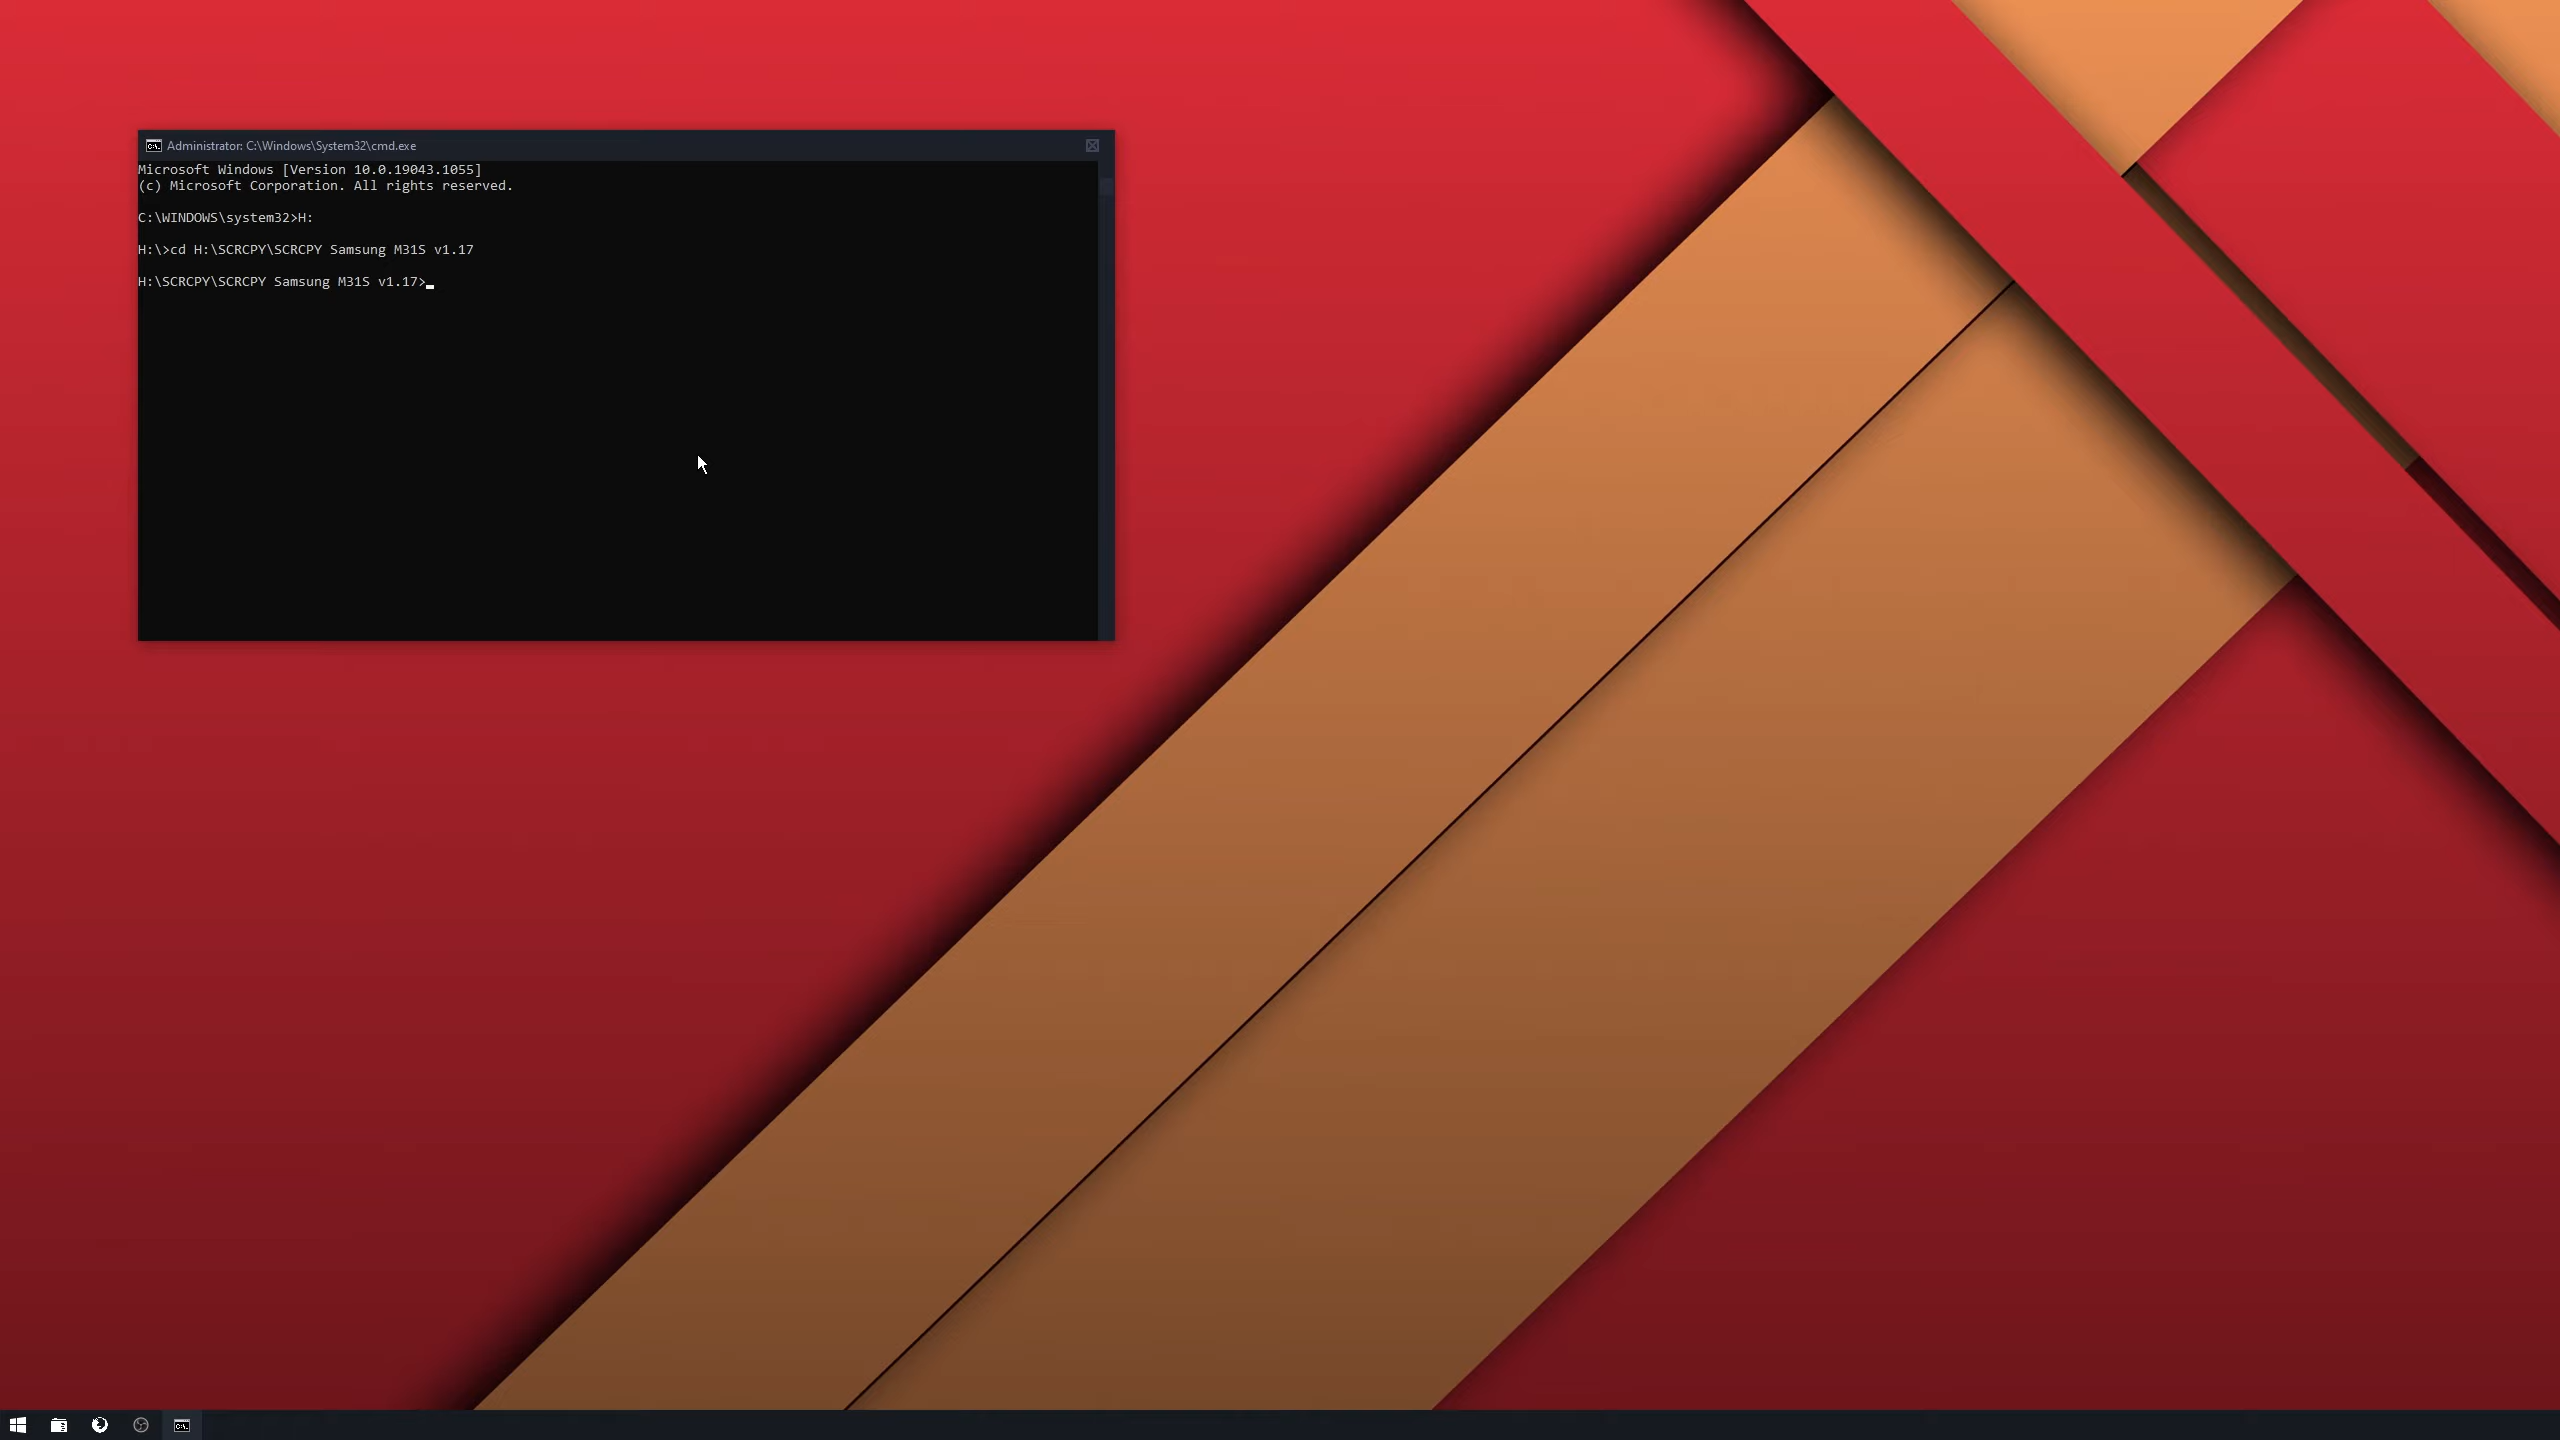 Administrator: C:\Windows\System32\cmd.exe
Microsoft Windows [Version 10.0.19043.1055]
(c) Microsoft Corporation. All rights reserved.
C:\WINDOWS\system32>H:
H:\>cd H:\SCRCPY\SCRCPY Samsung M31S v1.17
H:\SCRCPY\SCRCPY Samsung M31S v1.17>